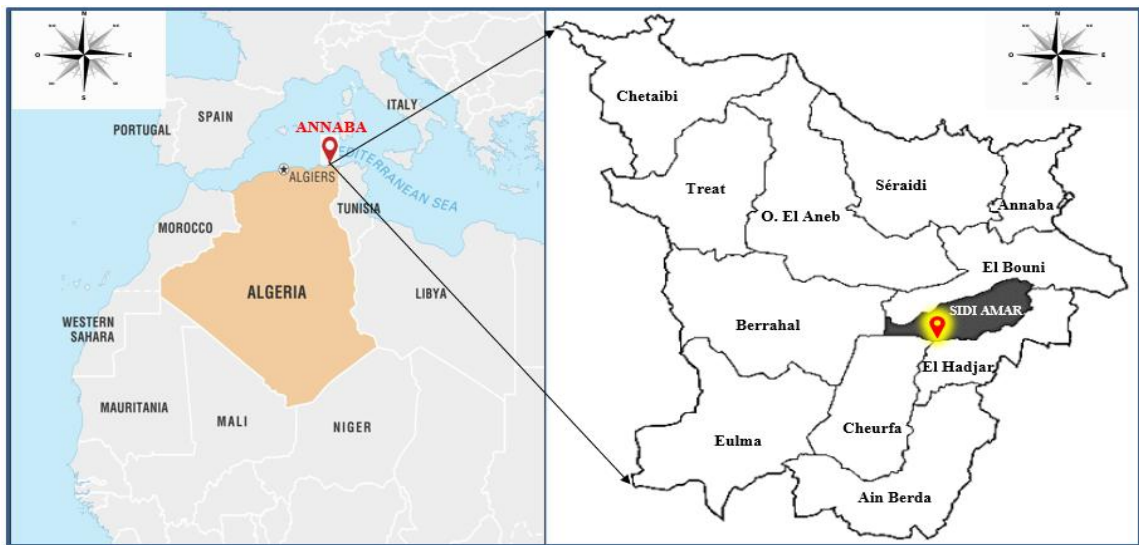 N
O
E
S
SPAIN
PORTUGAL
ITALY
ANNABA
MEDITERRANEAN SEA
ALGIERS
TUNISIA
MOROCCO
ALGERIA
LIBYA
WESTERN
SAHARA
MAURITANIA
MALI
NIGER
N
O
E
S
Chetaibi
Treat
O. El Aneb
Séraidi
Annaba
El Bouni
SIDI AMAR
Berrahal
El Hadjar
Eulma
Cheurfa
Ain Berda